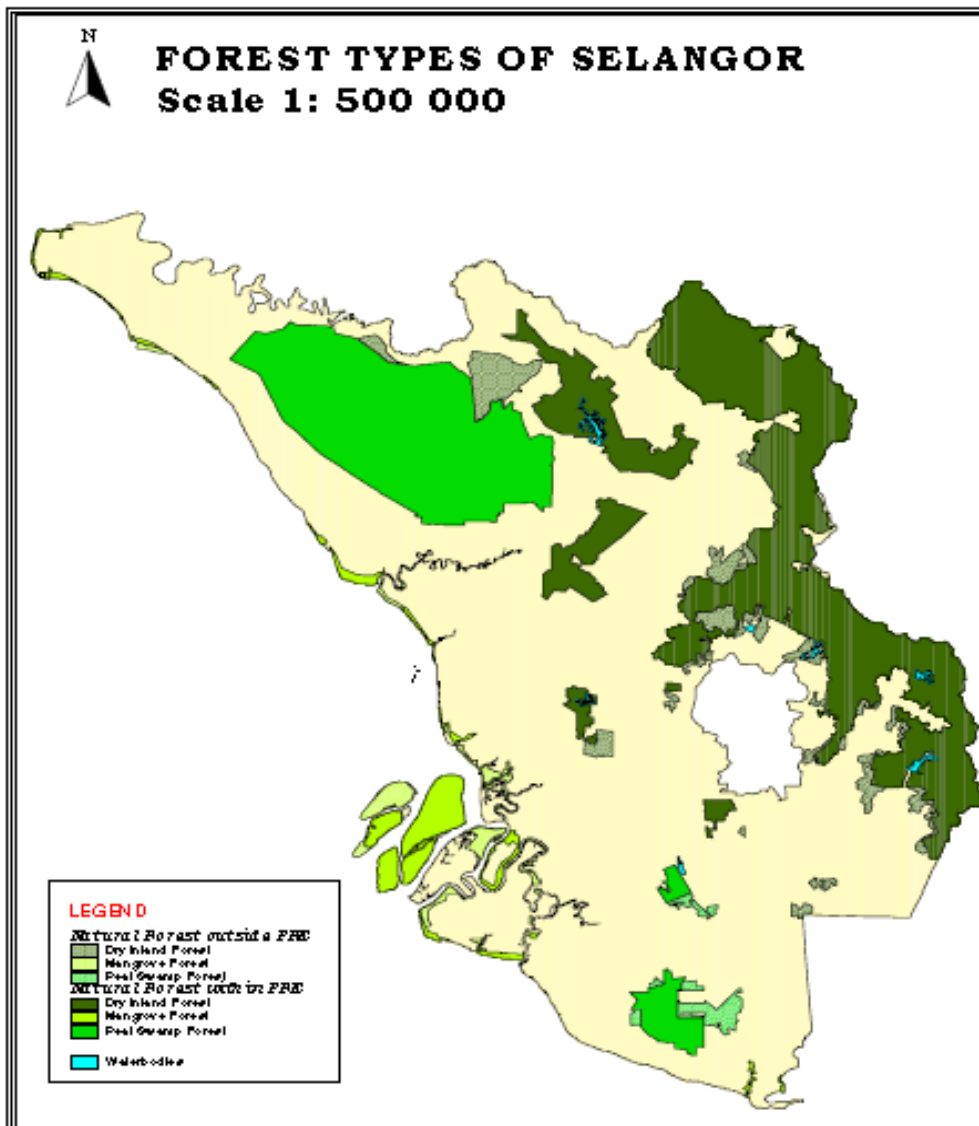 N
FOREST TYPES OF SELANGOR
Scale 1: 500 000
LEGEND
Natural Forest outside PFE
Dry Inland Forest
Mangrove Forest
Peat Swamp Forest
Natural Forest within PFE
Dry Inland Forest
Mangrove Forest
Peat Swamp Forest
Waterbodies